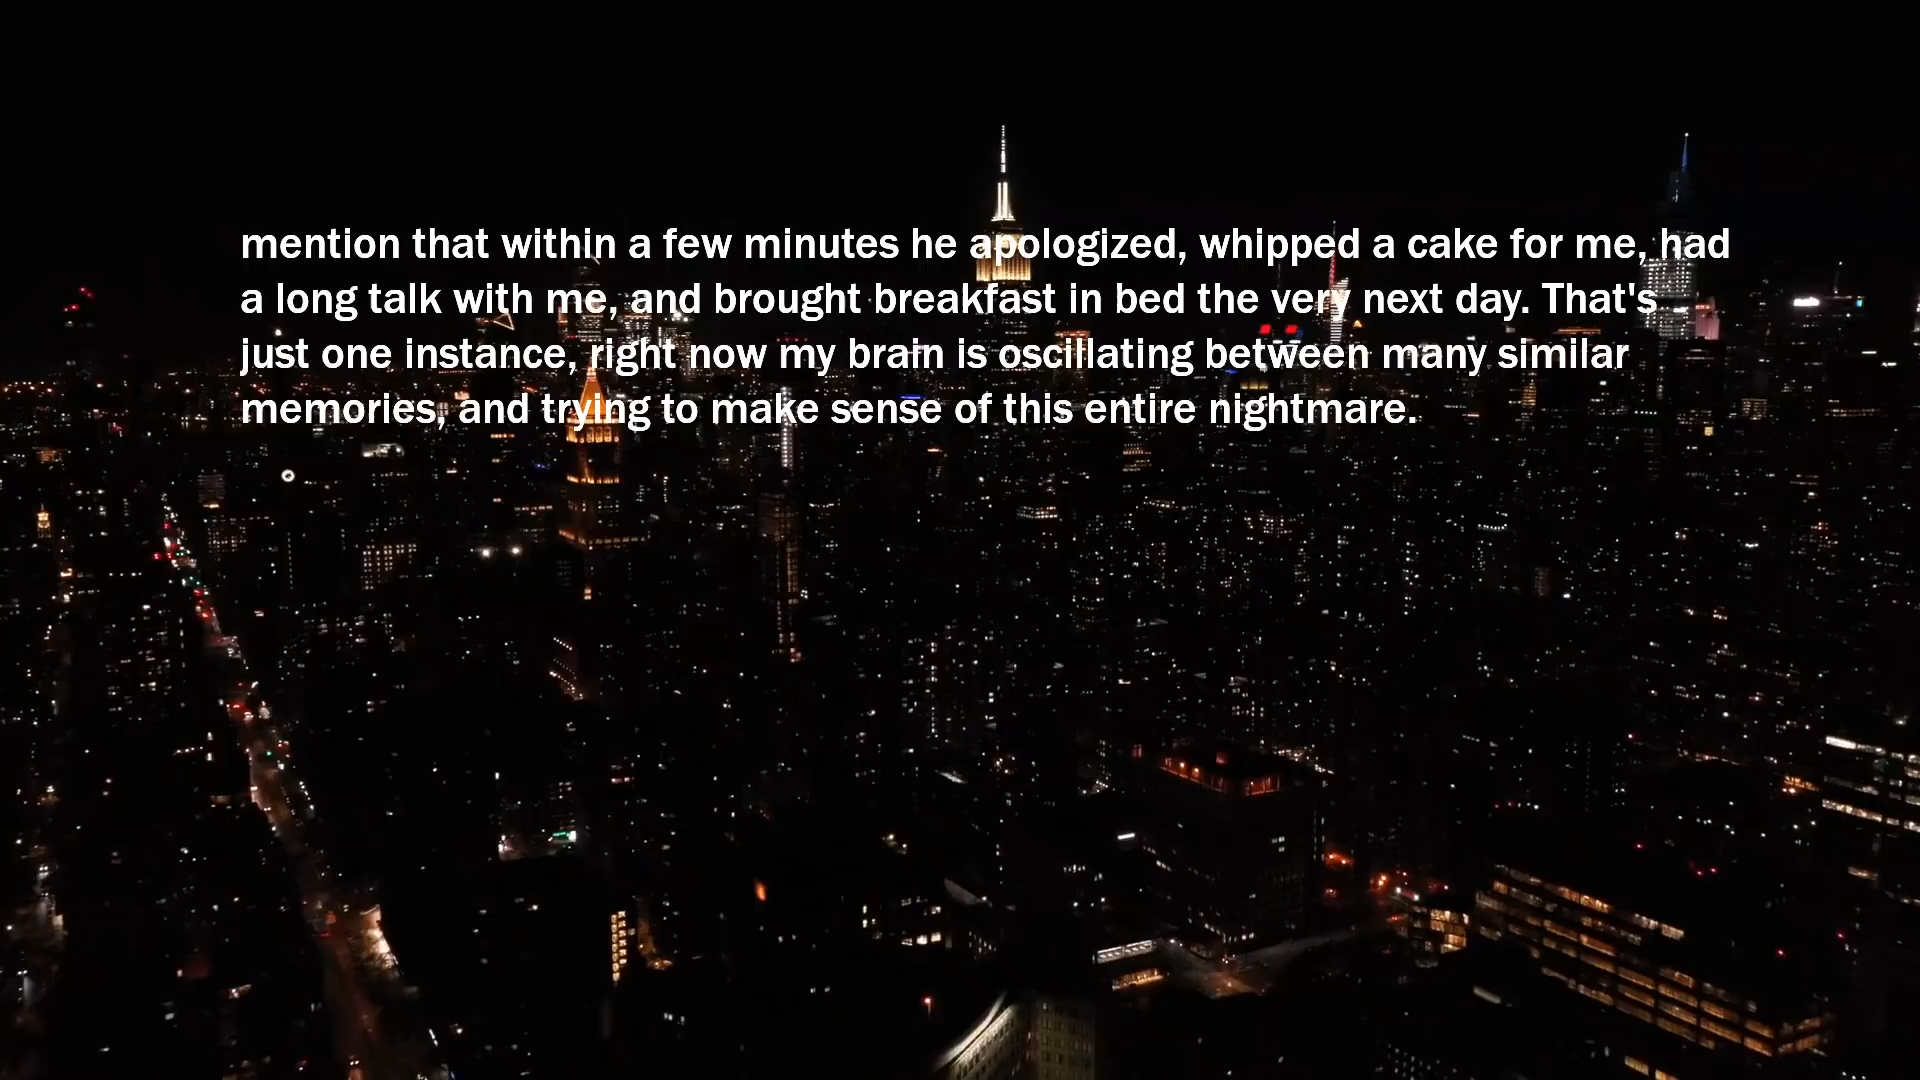 mention that within a few minutes he apologized, whipped a cake for me, had
a long talk with me, and brought breakfast in bed the very next day. That's
just one instance, right now my brain is oscillating between many similar
memories, and trying to make sense of this entire nightmare.